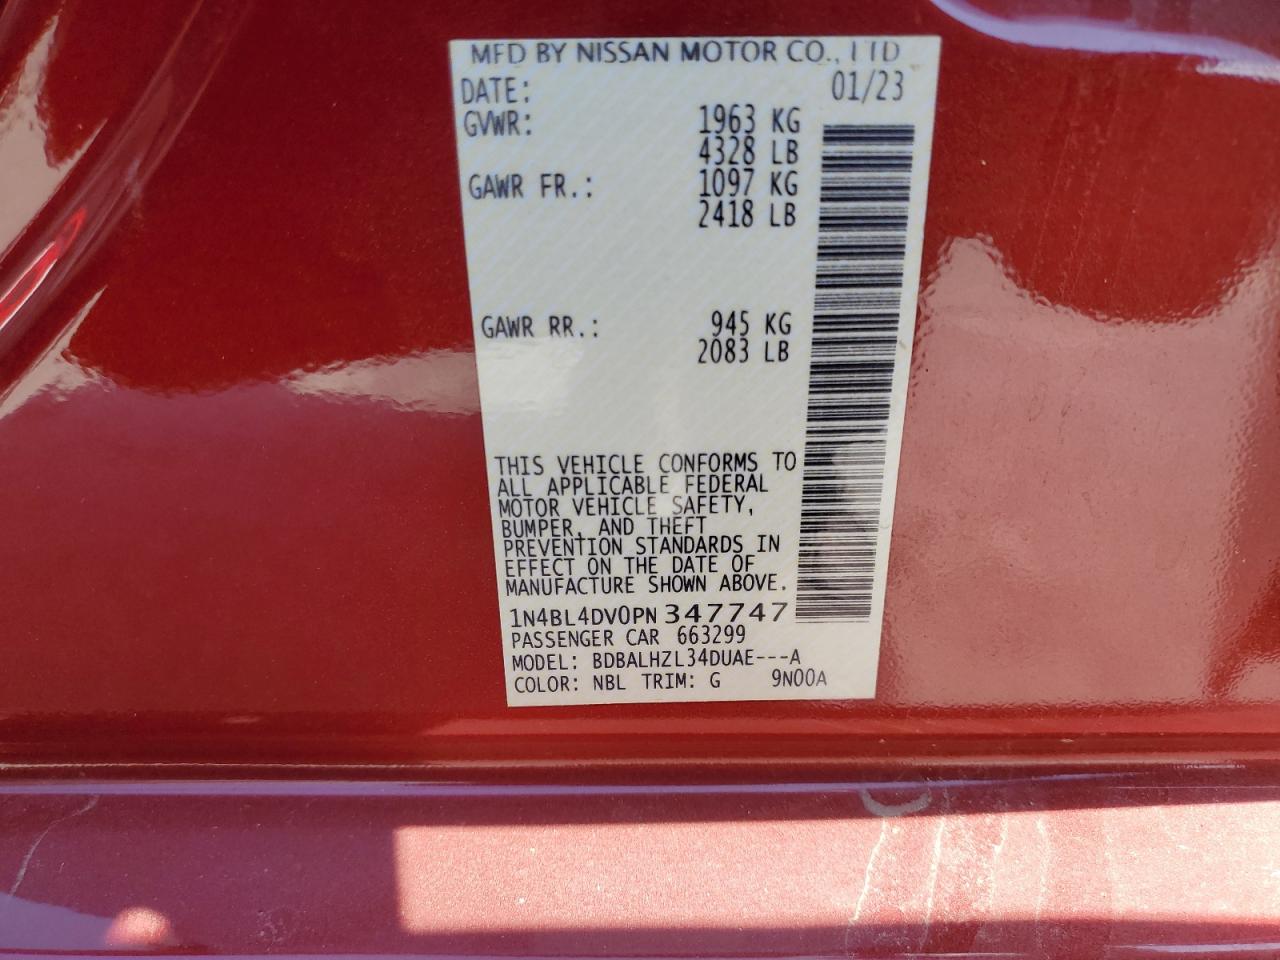 MFD BY NISSAN MOTOR CO., LTD
DATE: 01/23
GVWR: 1963 KG
4328 LB
GAWR FR.: 1097 KG
2418 LB
GAWR RR.: 945 KG
2083 LB
THIS VEHICLE CONFORMS TO
ALL APPLICABLE FEDERAL
MOTOR VEHICLE SAFETY,
BUMPER, AND THEFT
PREVENTION STANDARDS IN
EFFECT ON THE DATE OF
MANUFACTURE SHOWN ABOVE.
1N4BL4DV0PN347747
PASSENGER CAR 663299
MODEL: BDBALHZL34DUAE---A
COLOR: NBL TRIM: G 9N00A